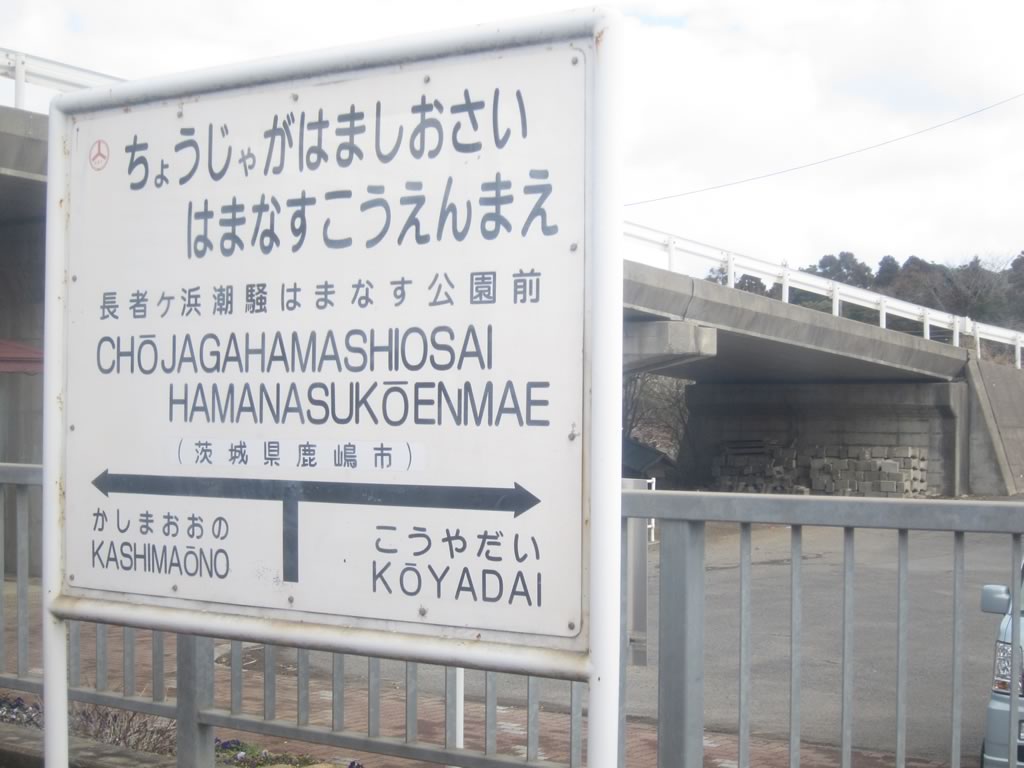 ちょうじゃがはましおさい
はまなすこうえんまえ
長者ケ浜潮騒はまなす公園前
CHŌJAGAHAMASHIOSAI
HAMANASUKŌENMAE
(茨城県鹿嶋市)
かしまおおの
KASHIMAŌNO
こうやだい
KŌYADAI